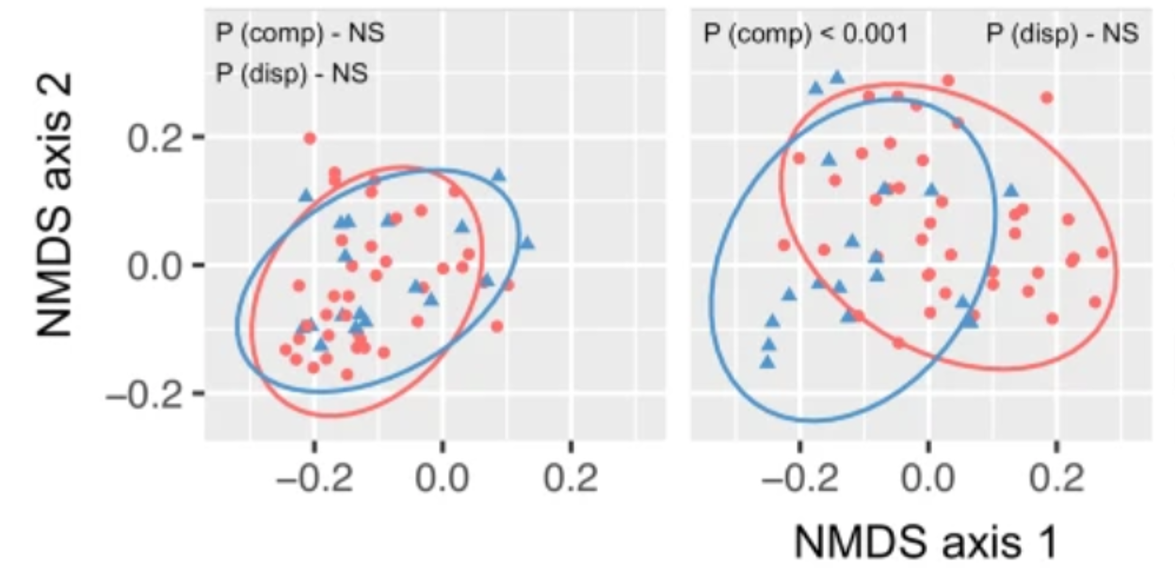 P (comp) - NS
P (disp) - NS
P (comp) < 0.001
P (disp) - NS
NMDS axis 2
0.2
0.0
−0.2
−0.2 0.0 0.2
−0.2 0.0 0.2
NMDS axis 1